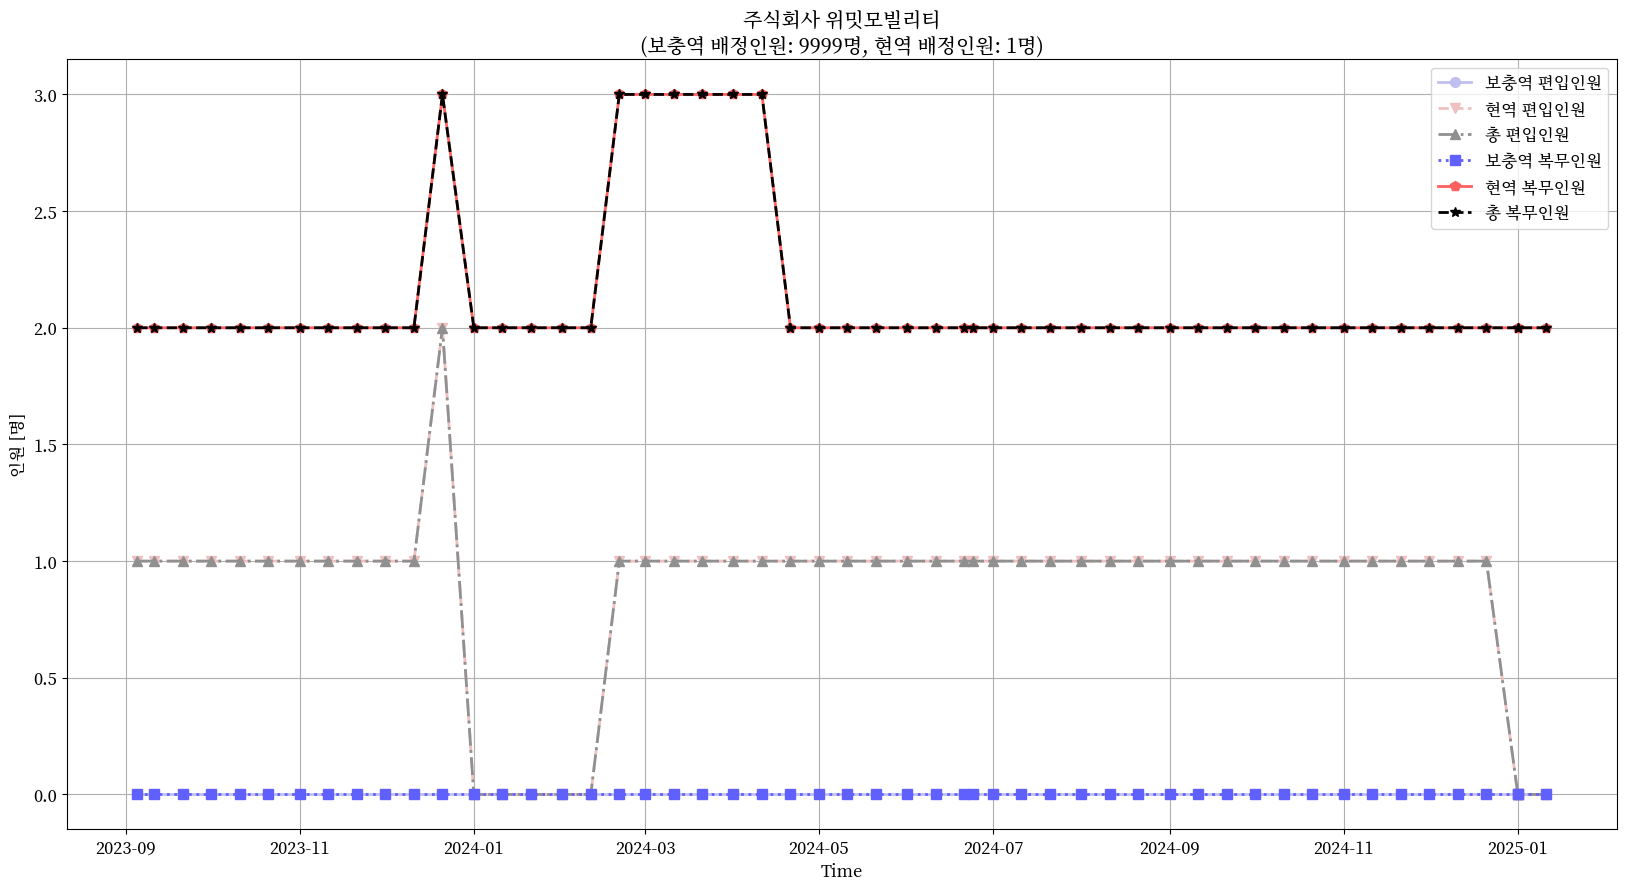 주식회사 위밋모빌리티
(보충역 배정인원: 9999명, 현역 배정인원: 1명)
보충역 편입인원
현역 편입인원
총 편입인원
보충역 복무인원
현역 복무인원
총 복무인원
인원 [명]
3.0
2.5
2.0
1.5
1.0
0.5
0.0
2023-09
2023-11
2024-01
2024-03
2024-05
2024-07
2024-09
2024-11
2025-01
Time